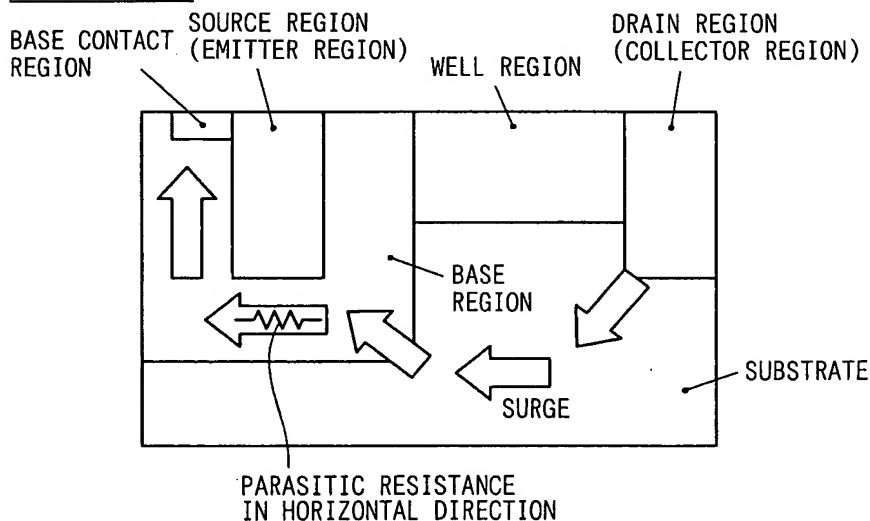 BASE CONTACT
REGION
SOURCE REGION
(EMITTER REGION)
WELL REGION
DRAIN REGION
(COLLECTOR REGION)
BASE
REGION
SURGE
SUBSTRATE
PARASITIC RESISTANCE
IN HORIZONTAL DIRECTION